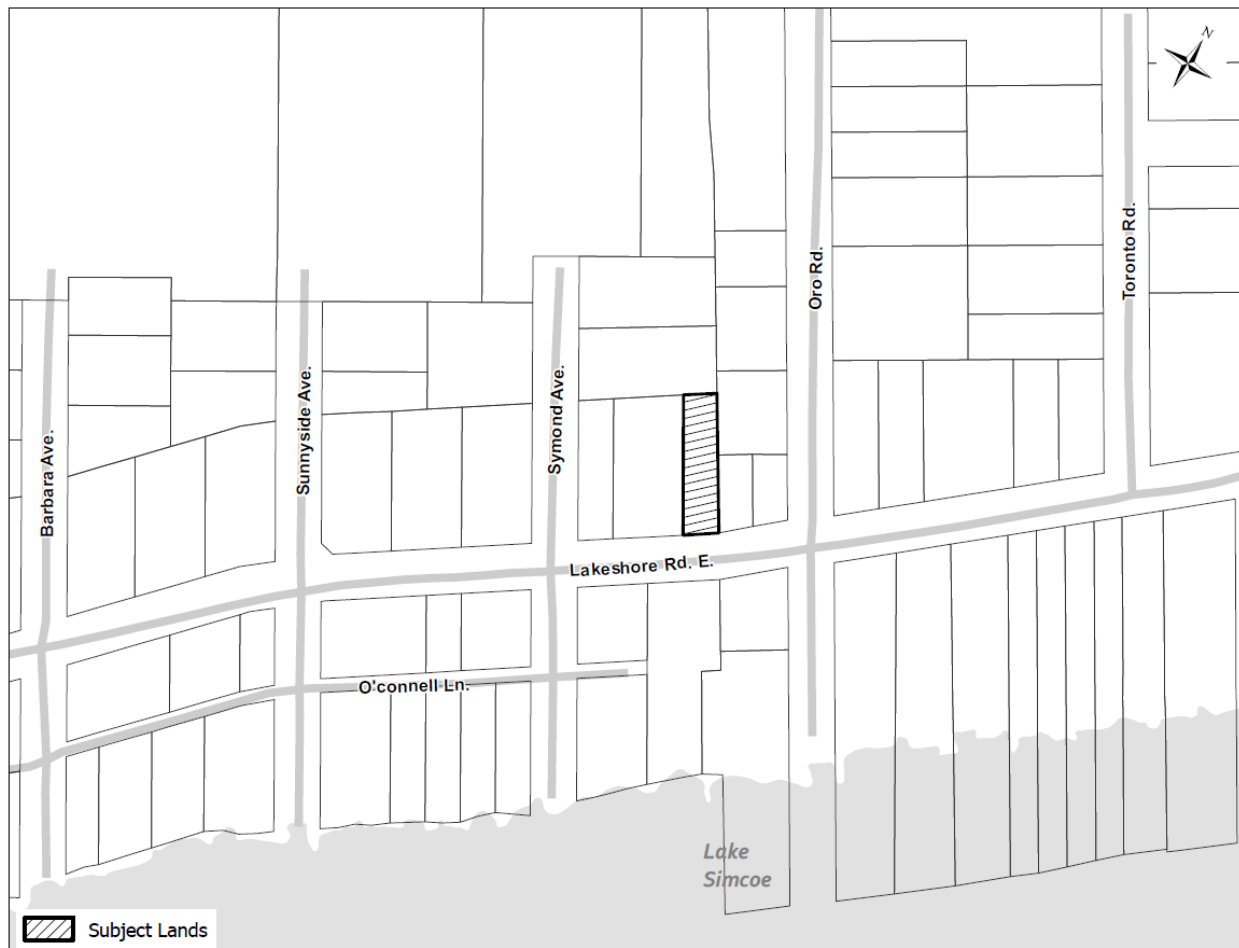 N
Oro Rd.
Toronto Rd.
Barbara Ave.
Sunnyside Ave.
Symond Ave.
Lakeshore Rd. E.
O'connell Ln.
Lake
Simcoe
Subject Lands